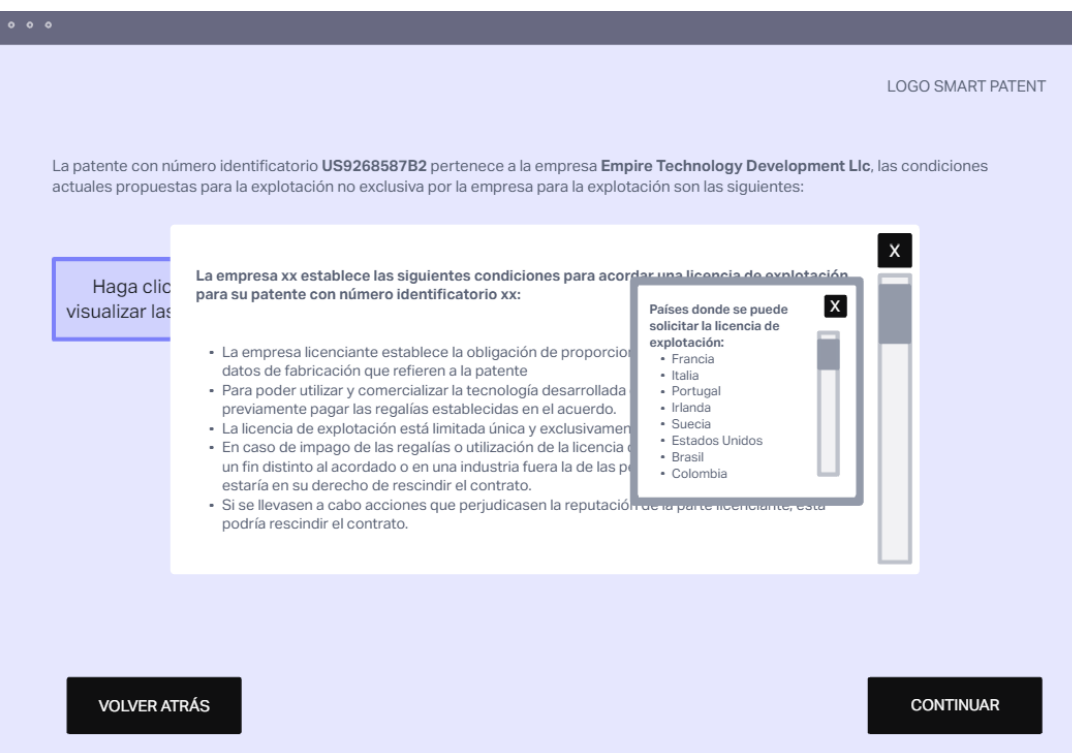 LOGO SMART PATENT
La patente con número identificatorio US9268587B2 pertenece a la empresa Empire Technology Development Llc, las condiciones
actuales propuestas para la explotación no exclusiva por la empresa para la explotación son las siguientes:
Haga clic
visualizar las
X
La empresa xx establece las siguientes condiciones para acordar una licencia de explotación
para su patente con número identificatorio xx:
▪ La empresa licenciante establece la obligación de proporcion
datos de fabricación que refieren a la patente
▪ Para poder utilizar y comercializar la tecnología desarrollada
previamente pagar las regalías establecidas en el acuerdo.
▪ La licencia de explotación está limitada única y exclusivamen
▪ En caso de impago de las regalías o utilización de la licencia
un fin distinto al acordado o en una industria fuera la de las
estaría en su derecho de rescindir el contrato.
▪ Si se llevasen a cabo acciones que perjudicasen la reputación de la parte licenciante, esta
podría rescindir el contrato.
X
Países donde se puede
solicitar la licencia de
explotación:
▪ Francia
▪ Italia
▪ Portugal
▪ Irlanda
▪ Suecia
▪ Estados Unidos
▪ Brasil
▪ Colombia
VOLVER ATRÁS
CONTINUAR